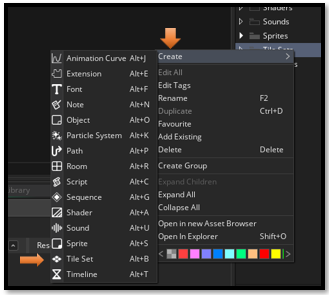 Shaders
Sounds
Sprites
Tile Sets
Create
Edit All
Edit Tags
Rename F2
Duplicate Ctrl+D
Favourite
Add Existing
Delete Delete
Create Group
Expand Children
Expand All
Collapse All
Open in new Asset Browser
Open In Explorer Shift+O
Animation Curve Alt+J
Extension Alt+E
Font Alt+F
Note Alt+N
Object Alt+O
Particle System Alt+K
Path Alt+P
Room Alt+R
Script Alt+C
Sequence Alt+G
Shader Alt+A
Sound Alt+U
Sprite Alt+S
Tile Set Alt+B
Timeline Alt+T